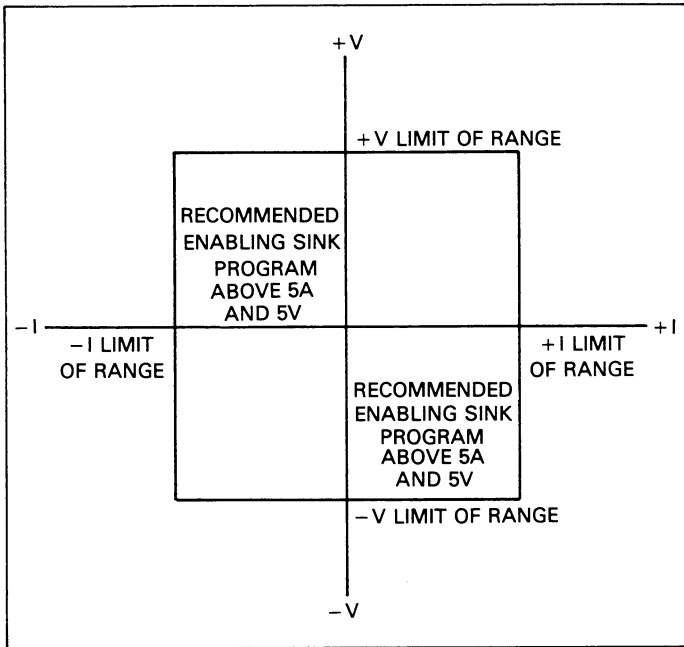 +V
+V LIMIT OF RANGE
RECOMMENDED
ENABLING SINK
PROGRAM
ABOVE 5A
AND 5V
-I
+I
-I LIMIT
OF RANGE
+I LIMIT
OF RANGE
RECOMMENDED
ENABLING SINK
PROGRAM
ABOVE 5A
AND 5V
-V LIMIT OF RANGE
-V